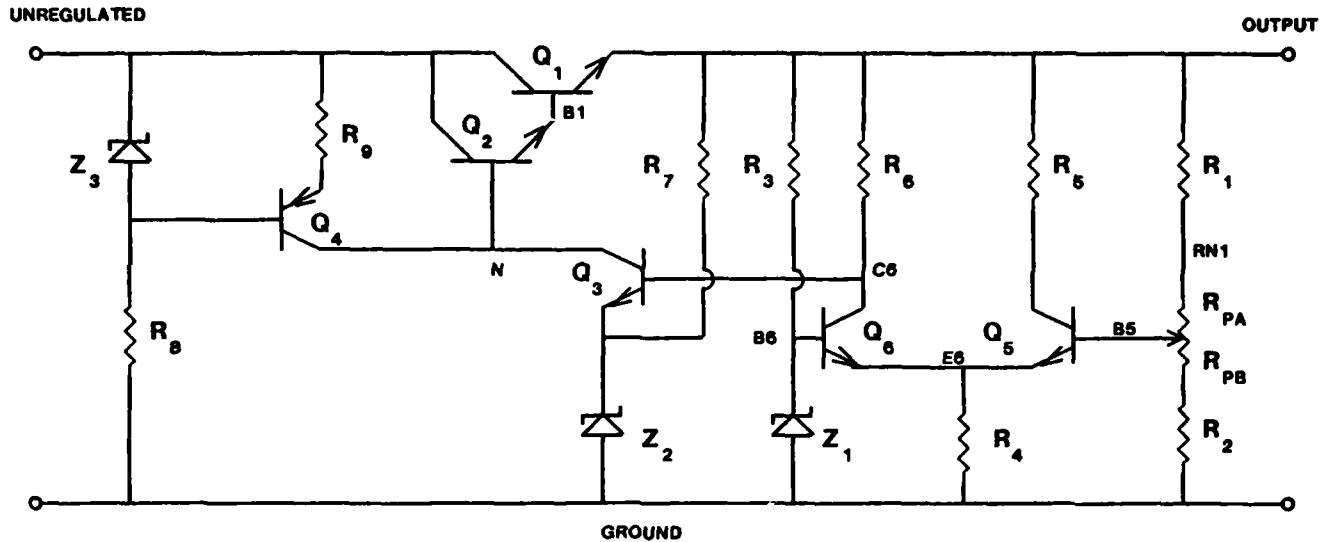 UNREGULATED
OUTPUT
Q1
B1
Q2
R9
Z3
R7
R3
R6
R5
R1
Q4
N
Q3
C6
RN1
RPA
R8
B6
Q6
E6
Q5
B5
RPB
Z2
Z1
R4
R2
GROUND